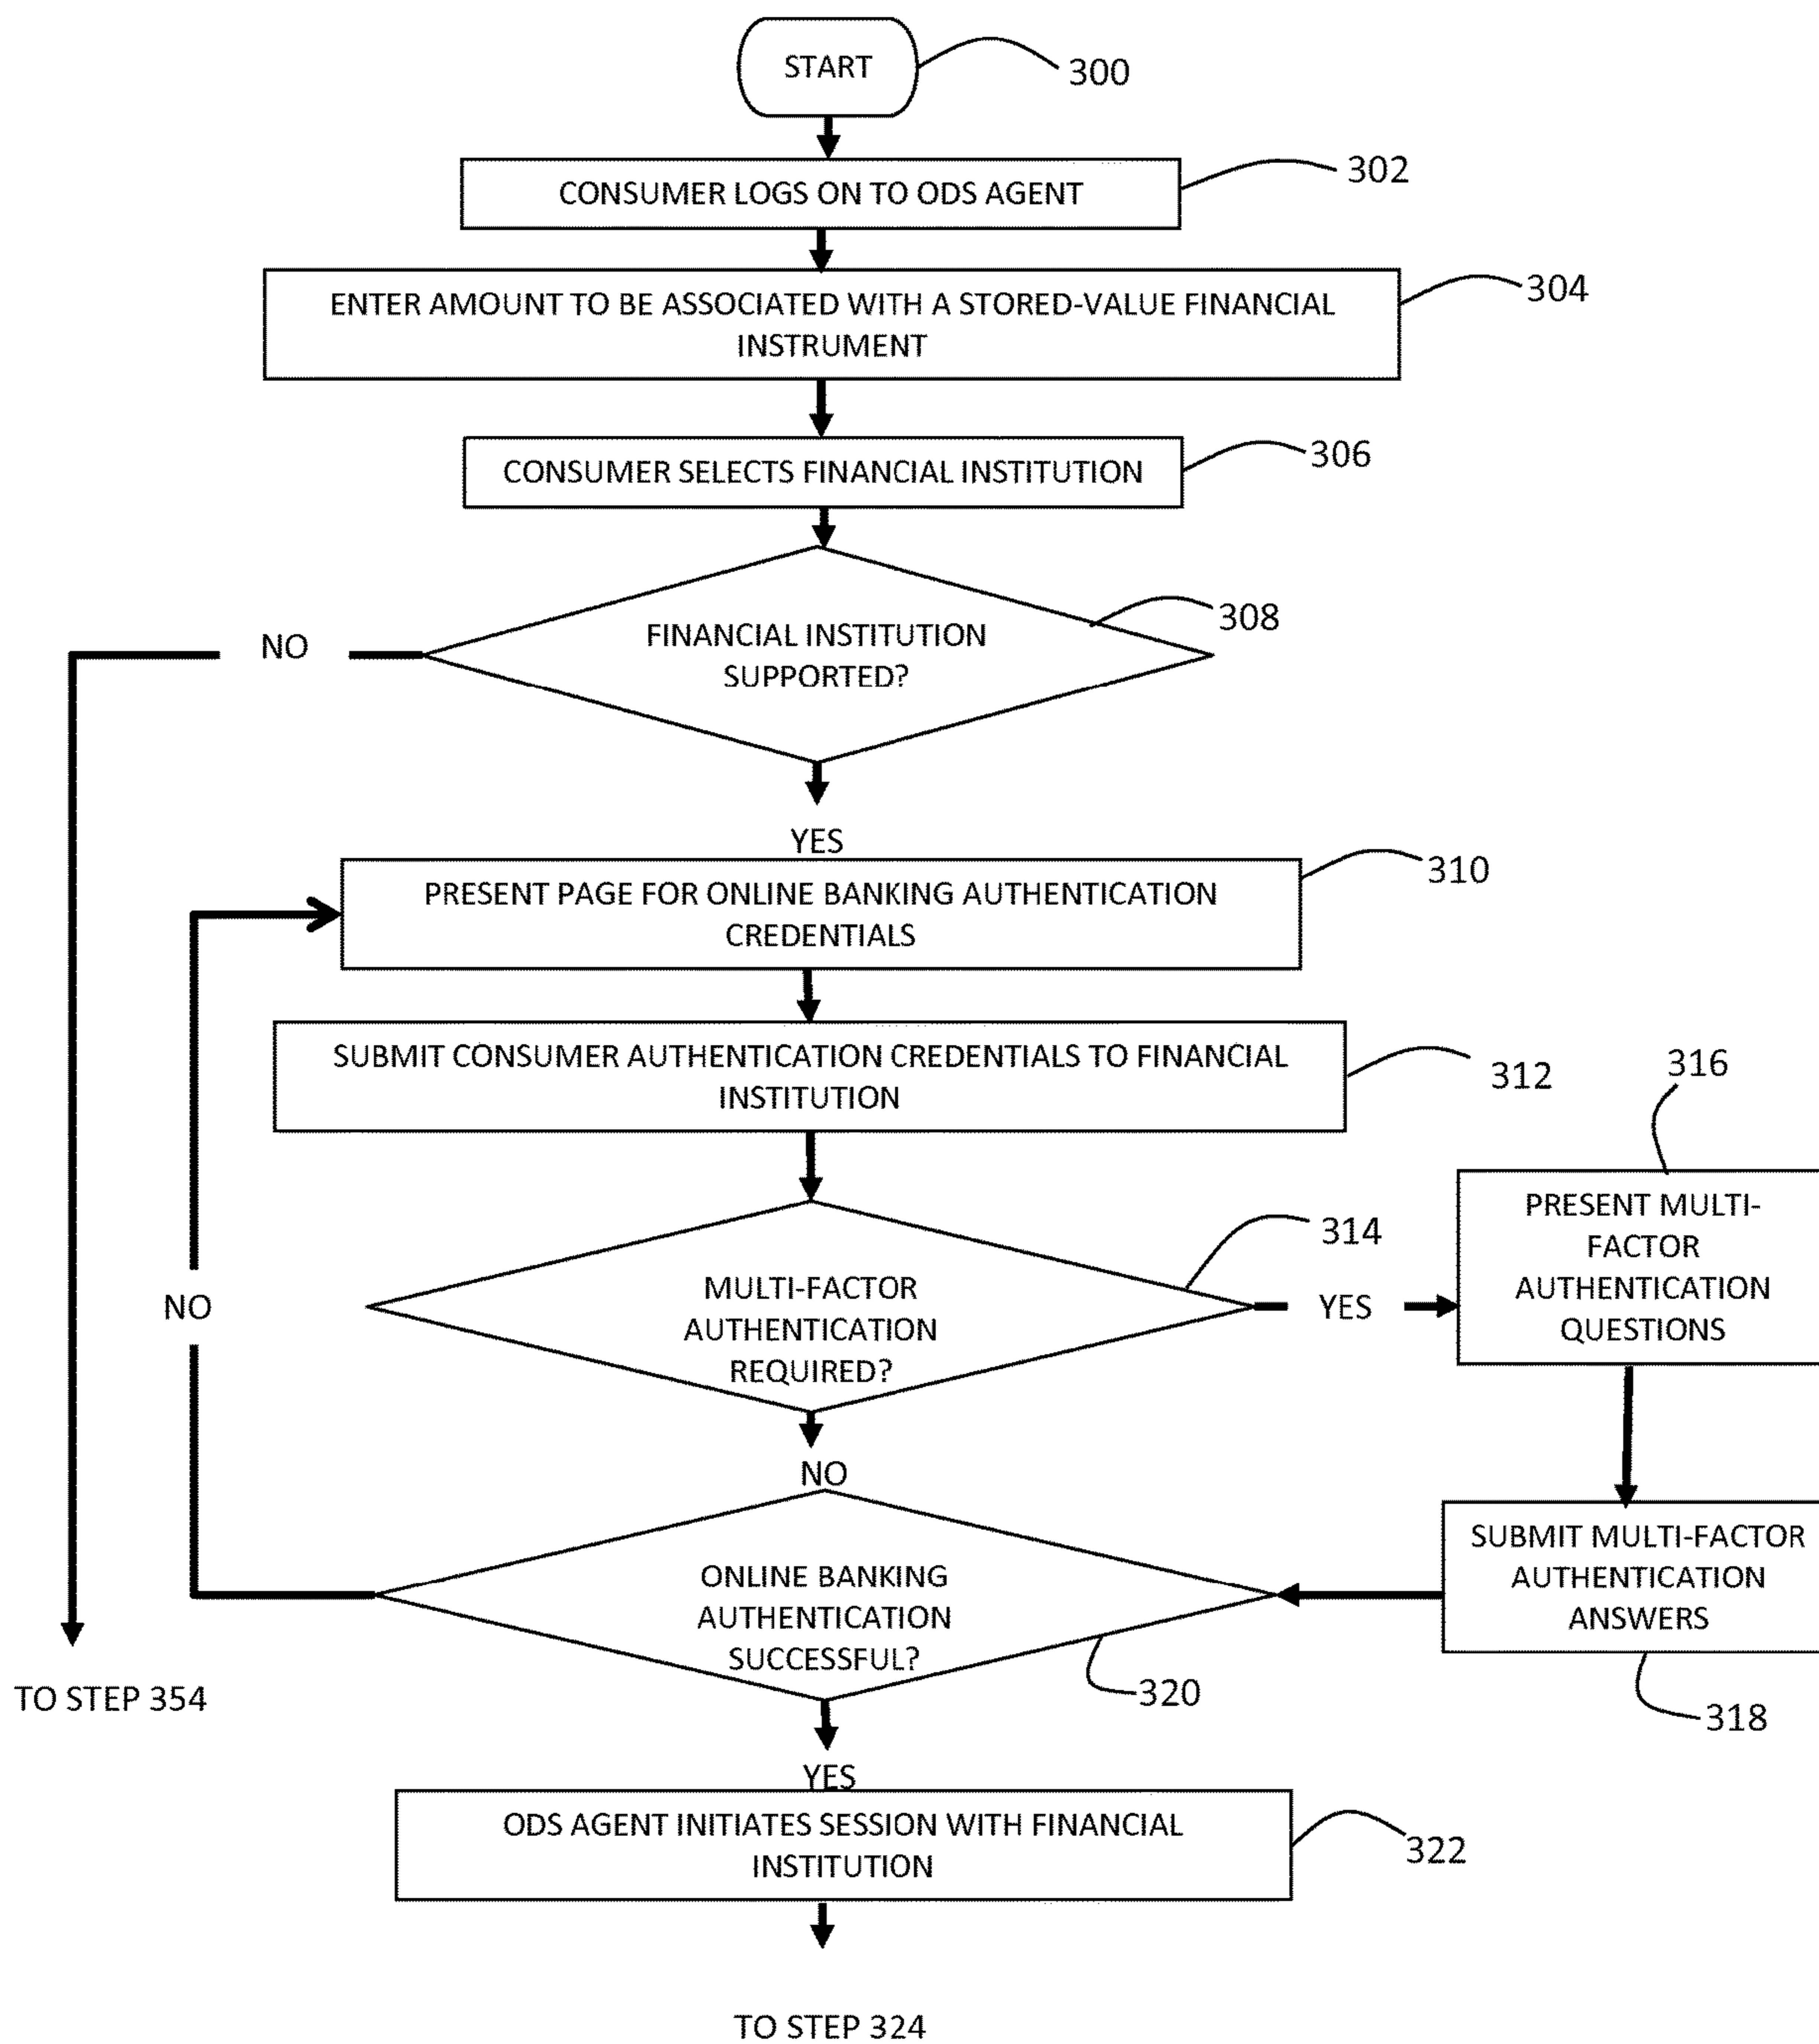 START
300
CONSUMER LOGS ON TO ODS AGENT
302
ENTER AMOUNT TO BE ASSOCIATED WITH A STORED-VALUE FINANCIAL
INSTRUMENT
304
CONSUMER SELECTS FINANCIAL INSTITUTION
306
FINANCIAL INSTITUTION
SUPPORTED?
308
NO
YES
PRESENT PAGE FOR ONLINE BANKING AUTHENTICATION
CREDENTIALS
310
SUBMIT CONSUMER AUTHENTICATION CREDENTIALS TO FINANCIAL
INSTITUTION
312
MULTI-FACTOR
AUTHENTICATION
REQUIRED?
314
YES
316
PRESENT MULTI-
FACTOR
AUTHENTICATION
QUESTIONS
NO
NO
ONLINE BANKING
AUTHENTICATION
SUCCESSFUL?
320
SUBMIT MULTI-FACTOR
AUTHENTICATION
ANSWERS
318
TO STEP 354
YES
ODS AGENT INITIATES SESSION WITH FINANCIAL
INSTITUTION
322
TO STEP 324